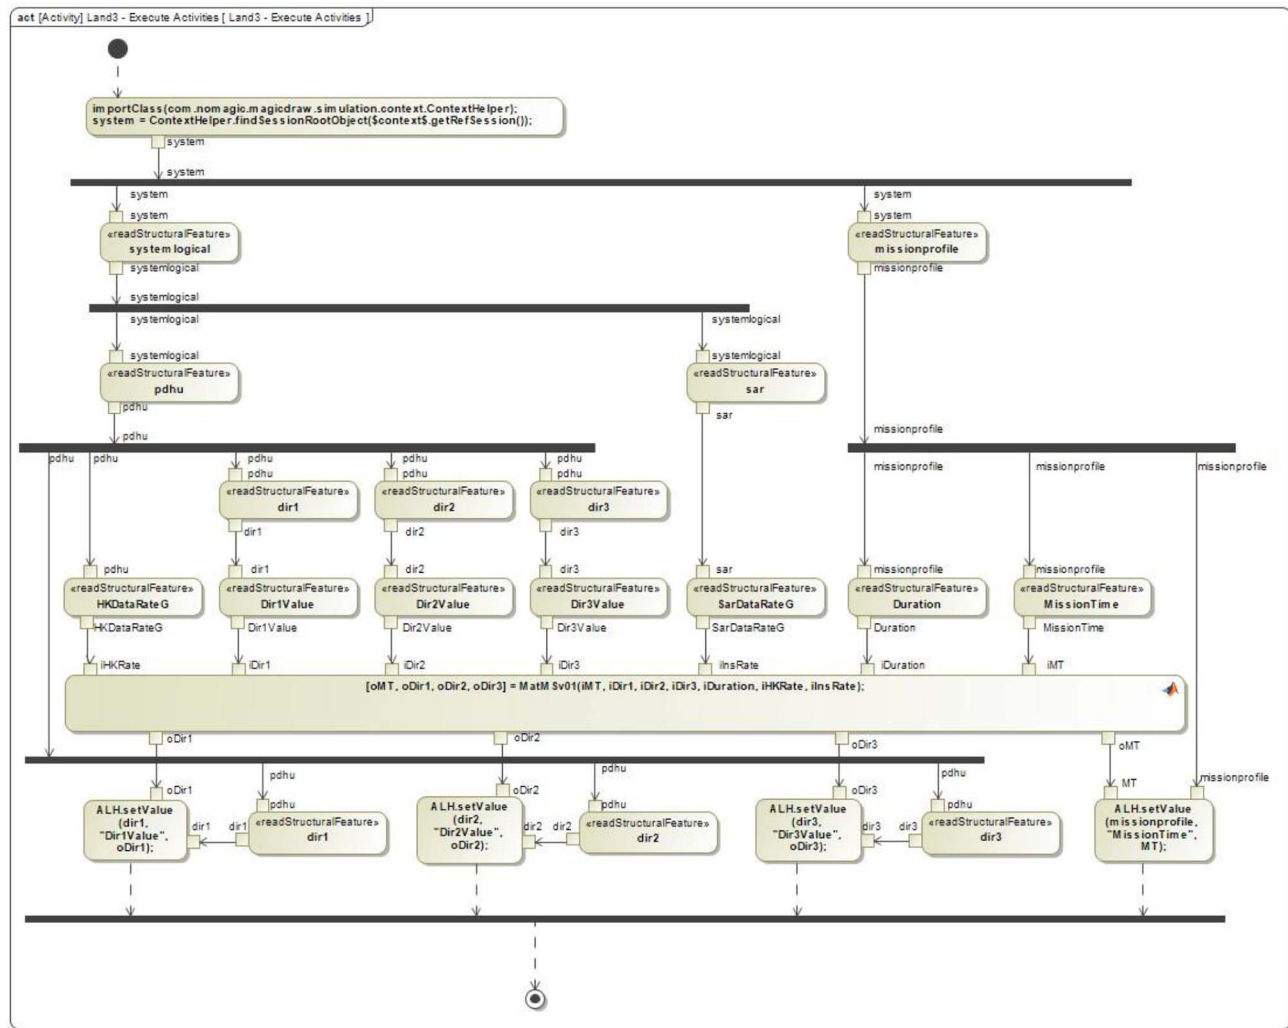 act [Activity] Land3 - Execute Activities [ Land3 - Execute Activities ]
importClass(com.nomagic.magicdraw.simulation.context.ContextHelper);
system = ContextHelper.findSessionRootObject($context$.getRefSession());
system
system
system
system
system
system
«readStructuralFeature»
systemlogical
«readStructuralFeature»
missionprofile
systemlogical
missionprofile
systemlogical
systemlogical
systemlogical
systemlogical
systemlogical
«readStructuralFeature»
pdhu
«readStructuralFeature»
sar
pdhu
sar
pdhu
missionprofile
pdhu
pdhu
pdhu
pdhu
pdhu
missionprofile
missionprofile
missionprofile
pdhu
pdhu
pdhu
«readStructuralFeature»
dir1
«readStructuralFeature»
dir2
«readStructuralFeature»
dir3
dir1
dir2
dir3
pdhu
dir1
dir2
dir3
sar
missionprofile
missionprofile
«readStructuralFeature»
HKDataRateG
«readStructuralFeature»
Dir1Value
«readStructuralFeature»
Dir2Value
«readStructuralFeature»
Dir3Value
«readStructuralFeature»
SarDataRateG
«readStructuralFeature»
Duration
«readStructuralFeature»
MissionTime
HKDataRateG
Dir1Value
Dir2Value
Dir3Value
SarDataRateG
Duration
MissionTime
iHKRate
iDir1
iDir2
iDir3
iInsRate
iDuration
iMT
[oMT, oDir1, oDir2, oDir3] = MatMSv01(iMT, iDir1, iDir2, iDir3, iDuration, iHKRate, iInsRate);
oDir1
oDir2
oDir3
oMT
pdhu
pdhu
pdhu
oDir1
oDir2
oDir3
MT
missionprofile
pdhu
pdhu
pdhu
ALH.setValue
(dir1,
"Dir1Value",
oDir1);
dir1
dir1
«readStructuralFeature»
dir1
ALH.setValue
(dir2,
"Dir2Value",
oDir2);
dir2
dir2
«readStructuralFeature»
dir2
ALH.setValue
(dir3,
"Dir3Value",
oDir3);
dir3
dir3
«readStructuralFeature»
dir3
ALH.setValue
(missionprofile,
"MissionTime",
MT);